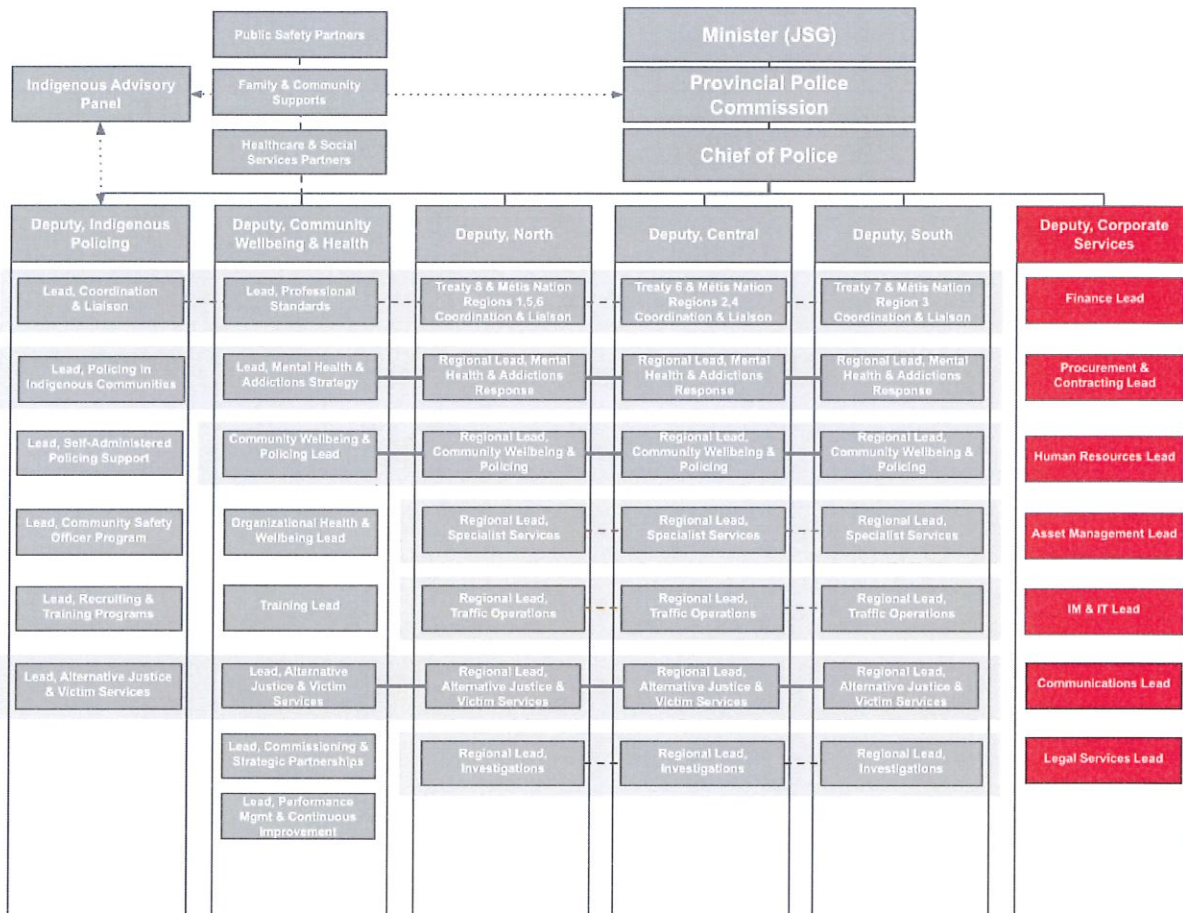 Public Safety Partners
Minister (JSG)
Indigenous Advisory
Panel
Family & Community
Supports
Provincial Police
Commission
Healthcare & Social
Services Partners
Chief of Police
Deputy, Indigenous
Policing
Deputy, Community
Wellbeing & Health
Deputy, North
Deputy, Central
Deputy, South
Deputy, Corporate
Services
Lead, Coordination
& Liaison
Lead, Professional
Standards
Treaty 8 & Métis Nation
Regions 1,5,6
Coordination & Liaison
Treaty 6 & Métis Nation
Regions 2,4
Coordination & Liaison
Treaty 7 & Métis Nation
Region 3
Coordination & Liaison
Finance Lead
Lead, Policing in
Indigenous Communities
Lead, Mental Health &
Addictions Strategy
Regional Lead, Mental
Health & Addictions
Response
Regional Lead, Mental
Health & Addictions
Response
Regional Lead, Mental
Health & Addictions
Response
Procurement &
Contracting Lead
Lead, Self-Administered
Policing Support
Community Wellbeing &
Policing Lead
Regional Lead,
Community Wellbeing &
Policing
Regional Lead,
Community Wellbeing &
Policing
Regional Lead,
Community Wellbeing &
Policing
Human Resources Lead
Lead, Community Safety
Officer Program
Organizational Health &
Wellbeing Lead
Regional Lead,
Specialist Services
Regional Lead,
Specialist Services
Regional Lead,
Specialist Services
Asset Management Lead
Lead, Recruiting &
Training Programs
Training Lead
Regional Lead,
Traffic Operations
Regional Lead,
Traffic Operations
Regional Lead,
Traffic Operations
IM & IT Lead
Lead, Alternative Justice
& Victim Services
Lead, Alternative
Justice & Victim
Services
Regional Lead,
Alternative Justice &
Victim Services
Regional Lead,
Alternative Justice &
Victim Services
Regional Lead,
Alternative Justice &
Victim Services
Communications Lead
Lead, Commissioning &
Strategic Partnerships
Regional Lead,
Investigations
Regional Lead,
Investigations
Regional Lead,
Investigations
Legal Services Lead
Lead, Performance
Mgmt & Continuous
Improvement